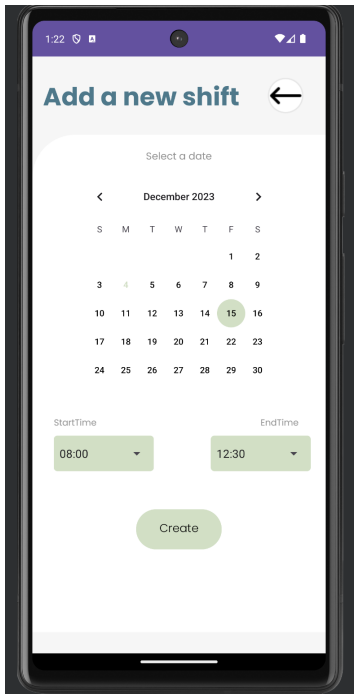 1:22
Add a new shift
Select a date
December 2023
S M T W T F S
1 2
3 4 5 6 7 8 9
10 11 12 13 14 15 16
17 18 19 20 21 22 23
24 25 26 27 28 29 30
StartTime EndTime
08:00 12:30
Create